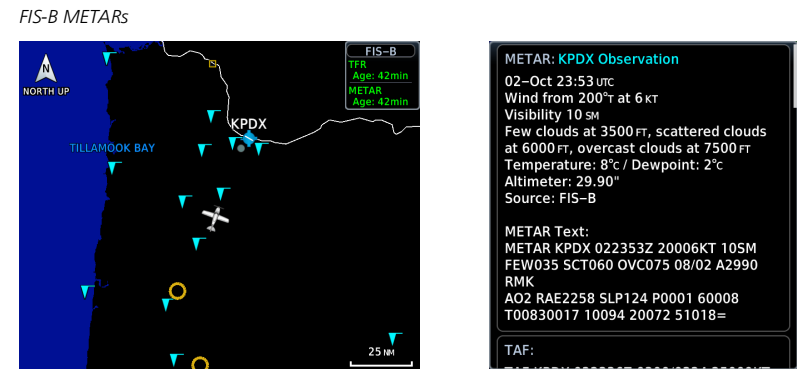 FIS-B METARs
FIS-B
TFR
Age: 42min
METAR
Age: 42min
NORTH UP
KPDX
TILLAMOOK BAY
25 NM
METAR: KPDX Observation
02-Oct 23:53 UTC
Wind from 200°T at 6 KT
Visibility 10 SM
Few clouds at 3500 FT, scattered clouds
at 6000 FT, overcast clouds at 7500 FT
Temperature: 8°C / Dewpoint: 2°C
Altimeter: 29.90"
Source: FIS-B
METAR Text:
METAR KPDX 022353Z 20006KT 10SM
FEW035 SCT060 OVC075 08/02 A2990
RMK
AO2 RAE2258 SLP124 P0001 60008
T00830017 10094 20072 51018=
TAF: